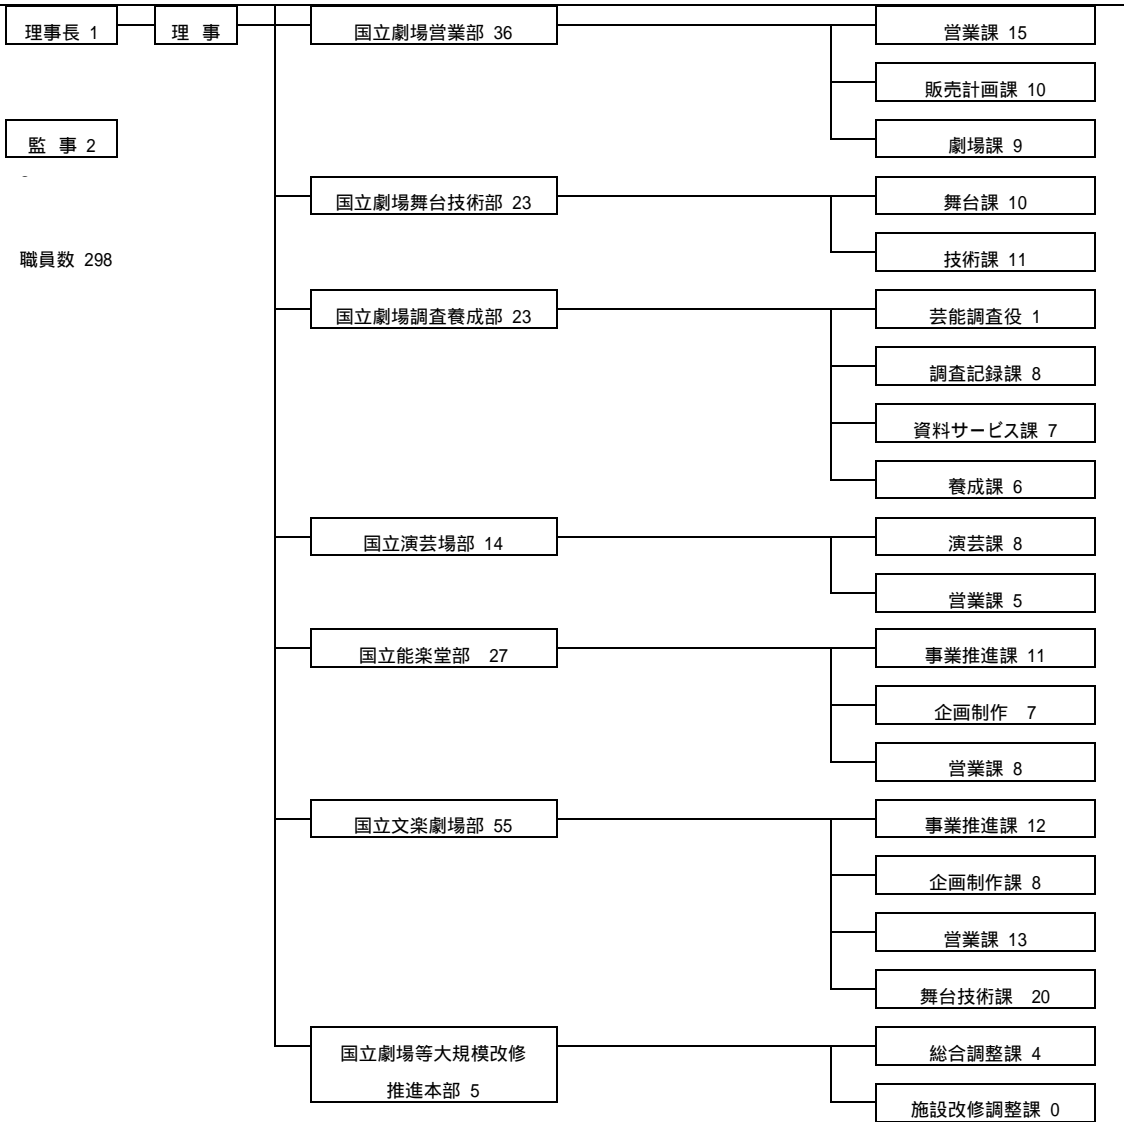 理事長 1
理 事
国立劇場営業部 36
営業課 15
販売計画課 10
監 事 2
劇場課 9
国立劇場舞台技術部 23
舞台課 10
職員数 298
技術課 11
国立劇場調査養成部 23
芸能調査役 1
調査記録課 8
資料サービス課 7
養成課 6
国立演芸場部 14
演芸課 8
営業課 5
国立能楽堂部 27
事業推進課 11
企画制作 7
営業課 8
国立文楽劇場部 55
事業推進課 12
企画制作課 8
営業課 13
舞台技術課 20
国立劇場等大規模改修
推進本部 5
総合調整課 4
施設改修調整課 0